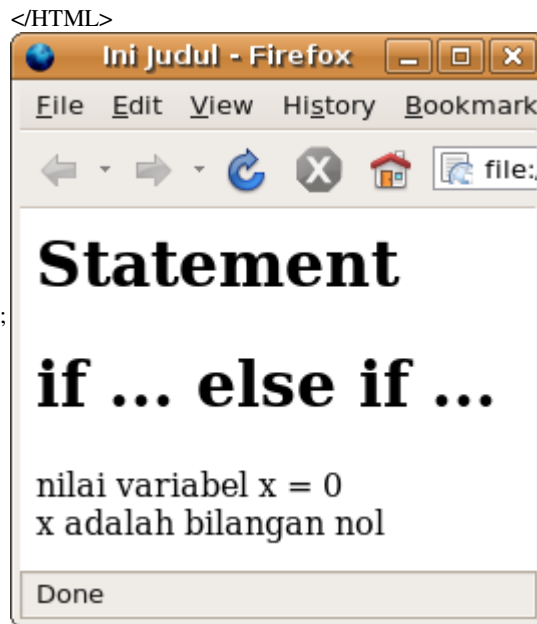 </HTML>
Ini Judul - Firefox
File Edit View History Bookmark
file:
Statement
;
if ... else if ...
nilai variabel x = 0
x adalah bilangan nol
Done